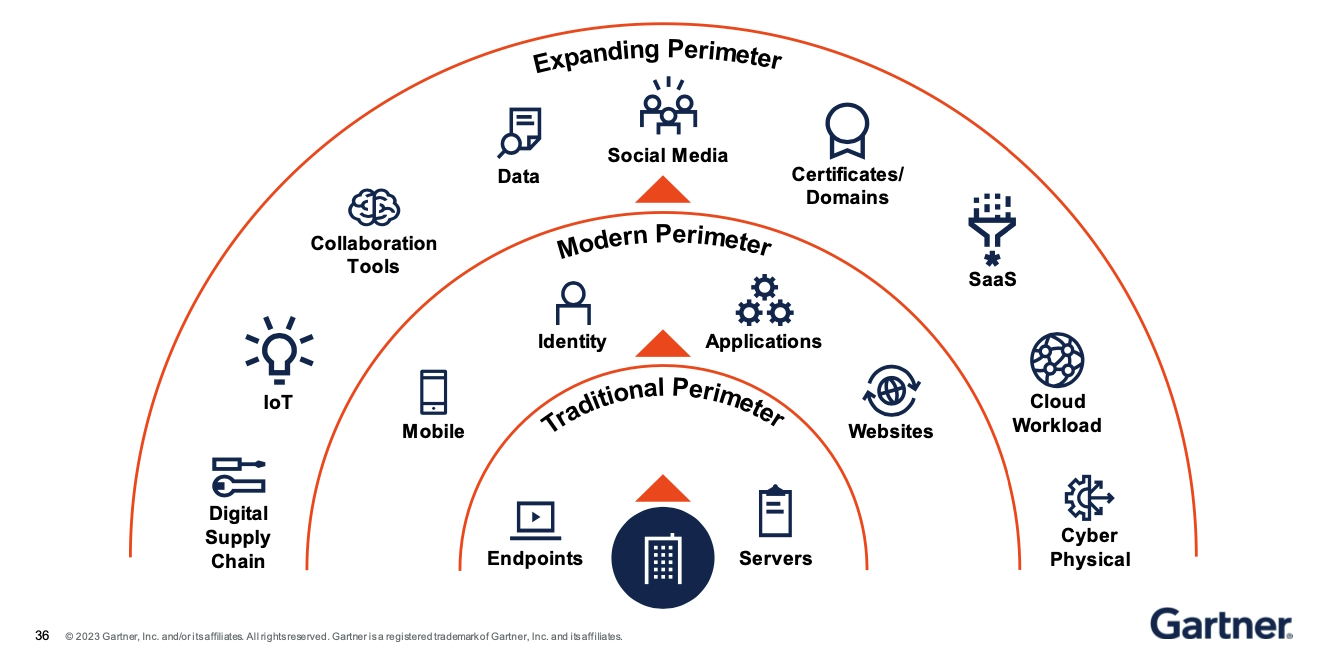 Expanding Perimeter
Social Media
Data
Certificates/
Domains
Collaboration
Tools
SaaS
Modern Perimeter
Identity
Applications
IoT
Mobile
Websites
Cloud
Workload
Traditional Perimeter
Digital
Supply
Chain
Endpoints
Servers
Cyber
Physical
36 © 2023 Gartner, Inc. and/or its affiliates. All rights reserved. Gartner is a registered trademark of Gartner, Inc. and its affiliates.
Gartner®